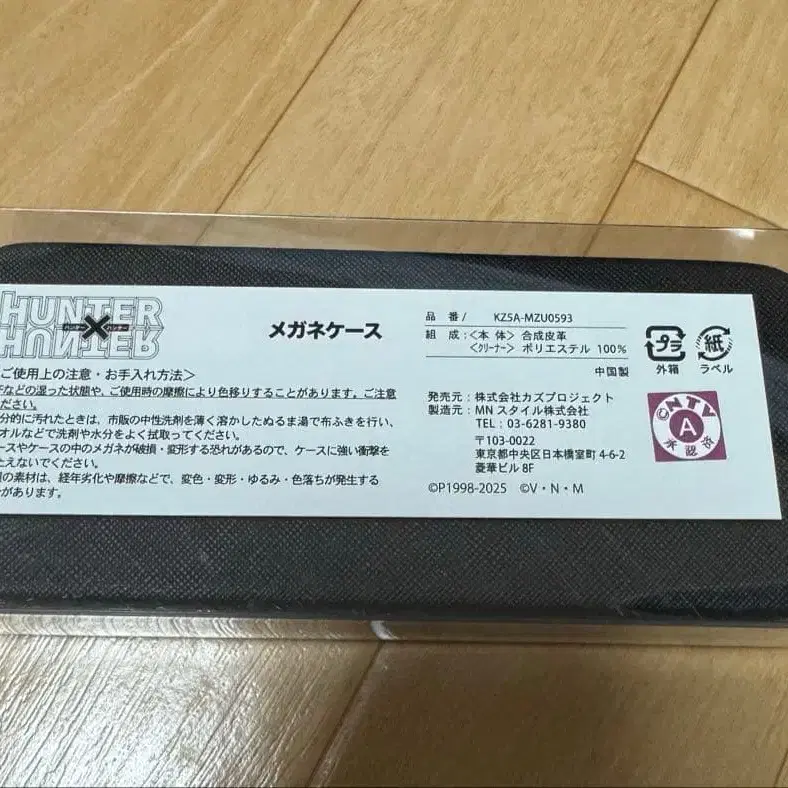 HUNTER
ハンター×ハンター
HUNTER
メガネケース
ご使用上の注意・お手入れ方法＞
などの湿った状態や、ご使用時の摩擦により色移りすることがあります。ご注意
ださい。
分的に汚れたときは、市販の中性洗剤を薄く溶かしたぬるま湯で布ふきを行い、
オルなどで洗剤や水分をよく拭取ってください。
ースやケースの中のメガネが破損・変形する恐れがあるので、ケースに強い衝撃を
えないでください。
の素材は、経年劣化や摩擦などで、変色・変形・ゆるみ・色落ちが発生する
があります。
品 番 / KZ5A-MZU0593
組 成：＜本 体＞ 合成皮革
＜クリーナー＞ ポリエステル 100%
中国製
プラ
外箱
紙
ラベル
発売元：株式会社カズプロジェクト
製造元：MN スタイル株式会社
TEL：03-6281-9380
〒103-0022
東京都中央区日本橋室町 4-6-2
菱華ビル 8F
©P1998-2025 ©V・N・M
©NTV
A
承認済